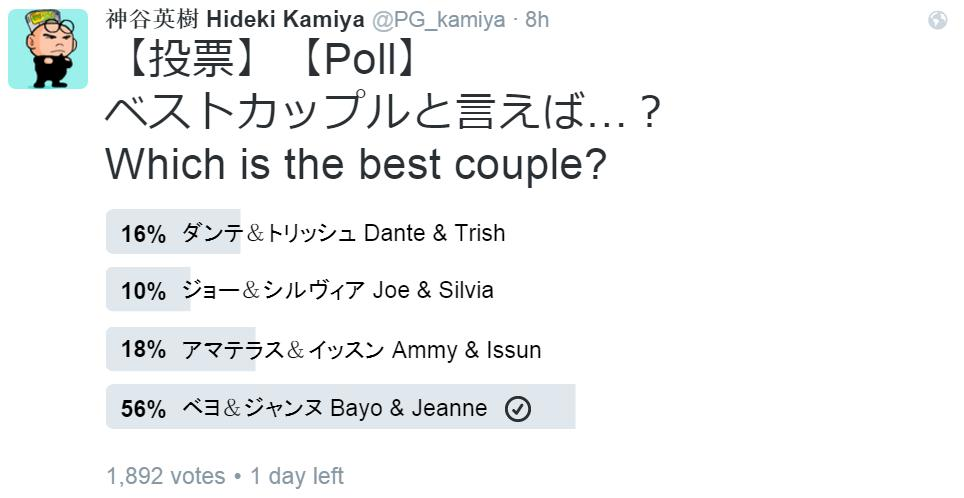 神谷英樹 Hideki Kamiya @PG_kamiya · 8h
【投票】【Poll】
ベストカップルと言えば…？
Which is the best couple?
16% ダンテ＆トリッシュ Dante & Trish
10% ジョー＆シルヴィア Joe & Silvia
18% アマテラス＆イッスン Ammy & Issun
56% ベヨ＆ジャンヌ Bayo & Jeanne
1,892 votes • 1 day left